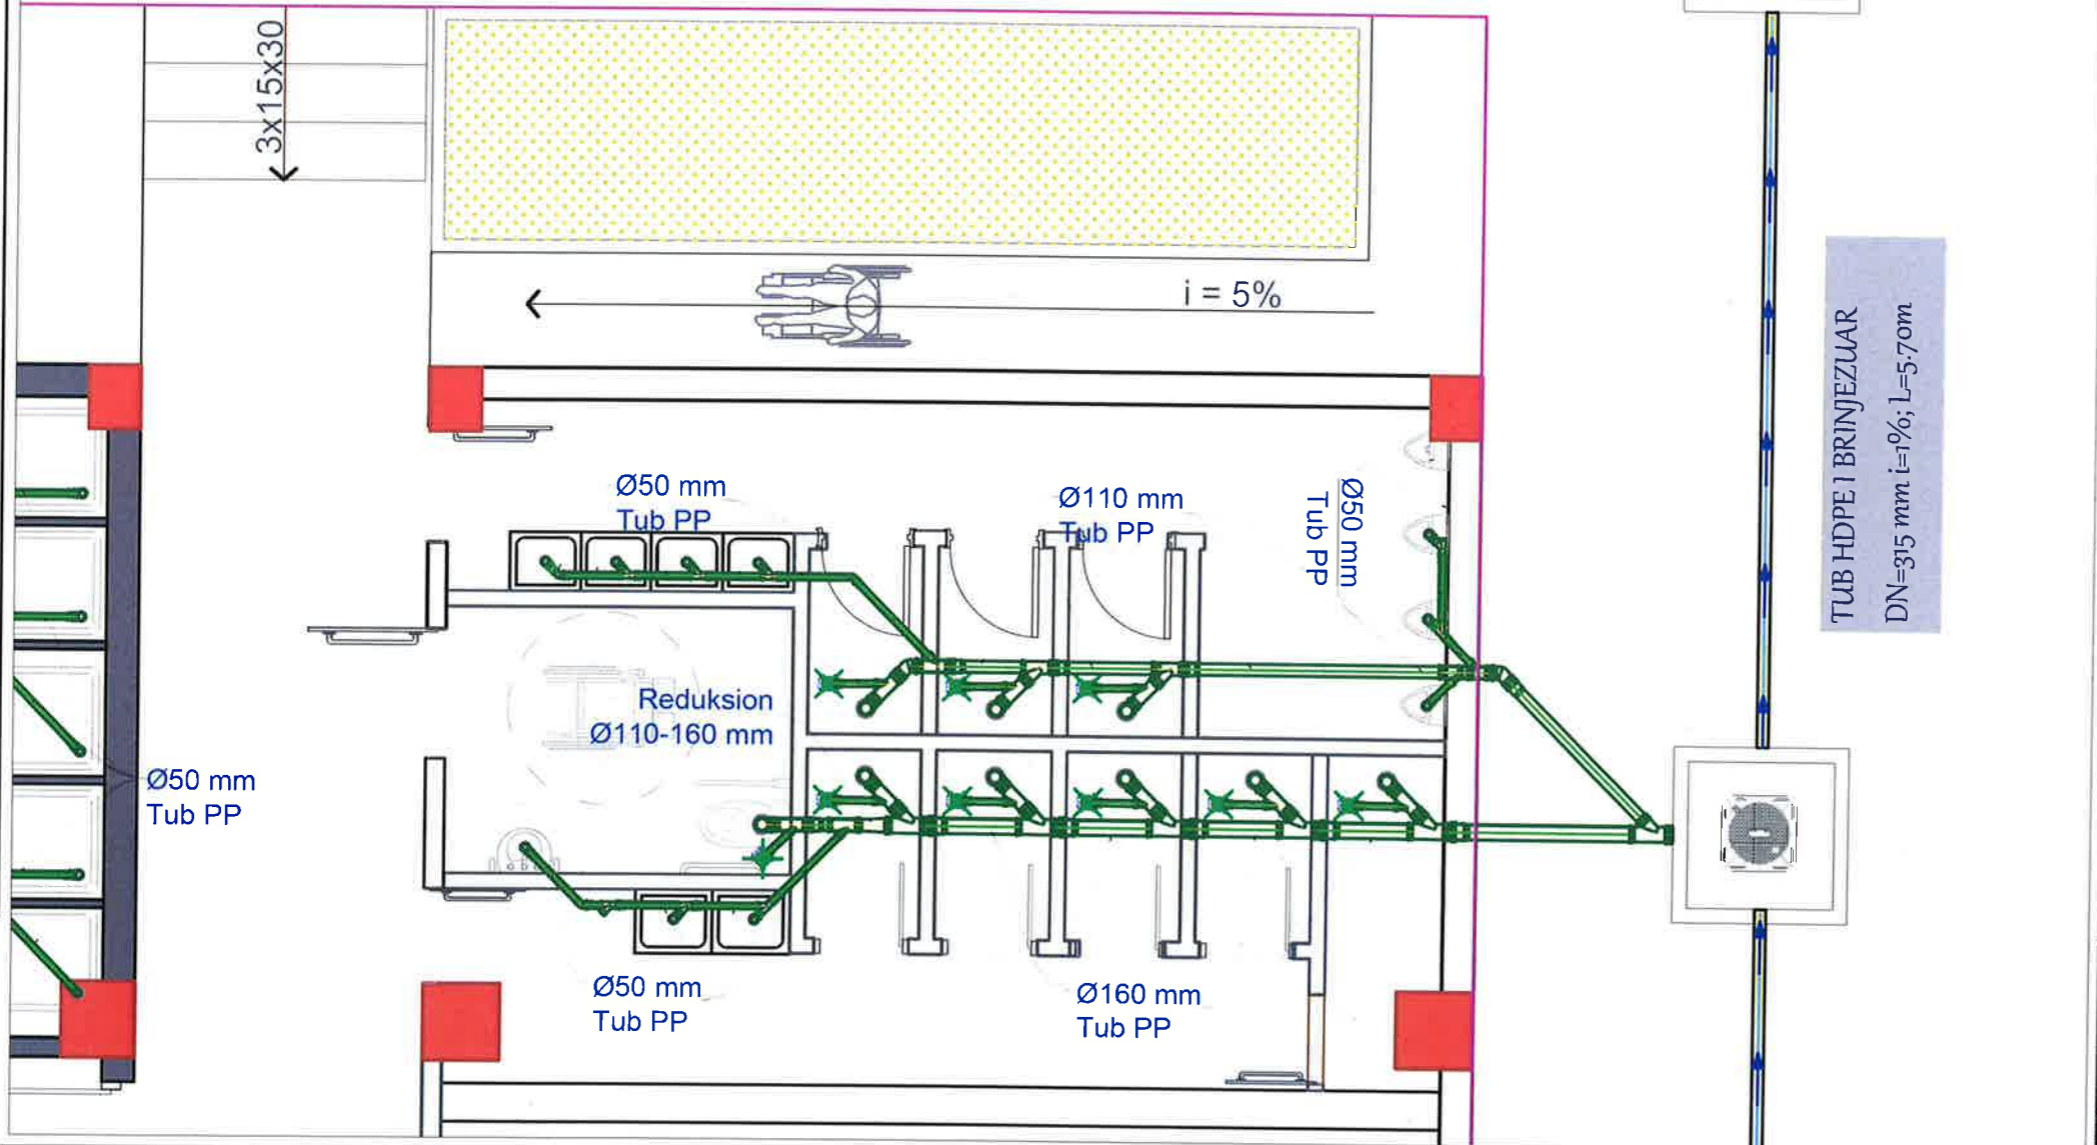 3x15x30
i = 5%
Ø50 mm
Tub PP
Ø110 mm
Tub PP
Ø50 mm
Tub PP
TUB HDPE I BRINJEZUAR
DN=315 mm i=1%; L=5.70m
Reduksion
Ø110-160 mm
Ø50 mm
Tub PP
Ø50 mm
Tub PP
Ø160 mm
Tub PP